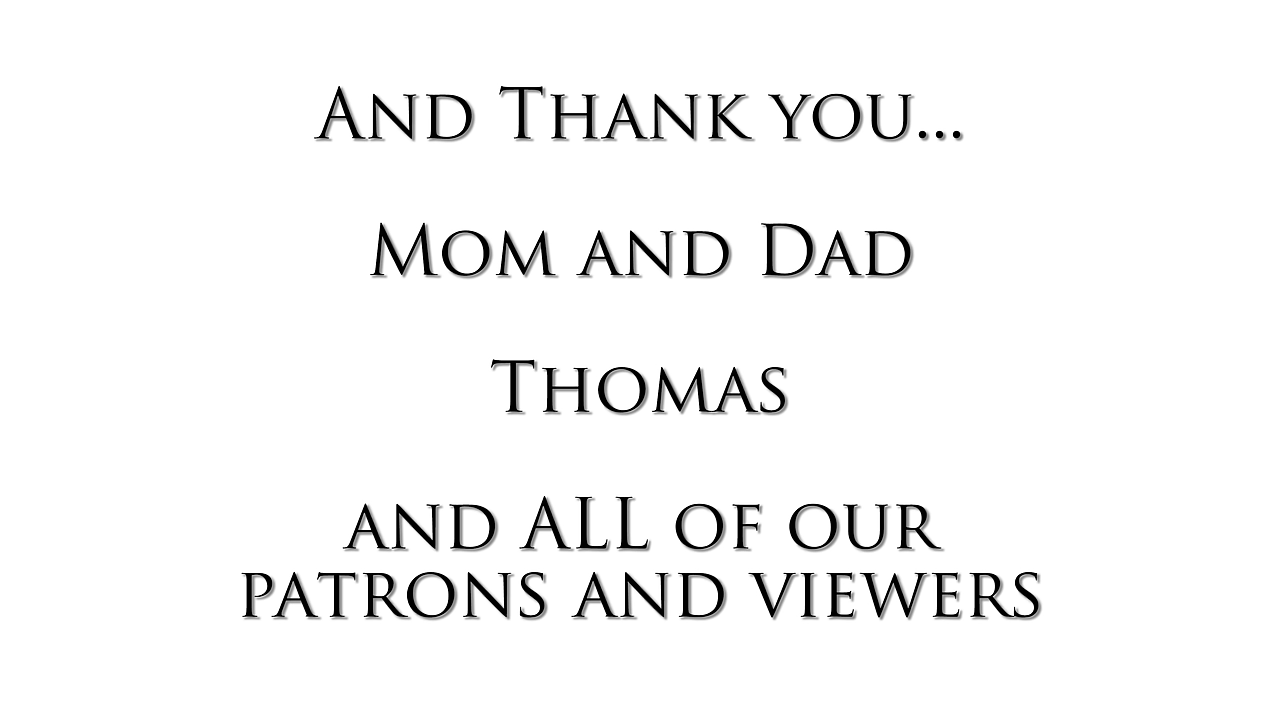 And Thank you...
Mom and Dad
Thomas
and ALL of our
patrons and viewers